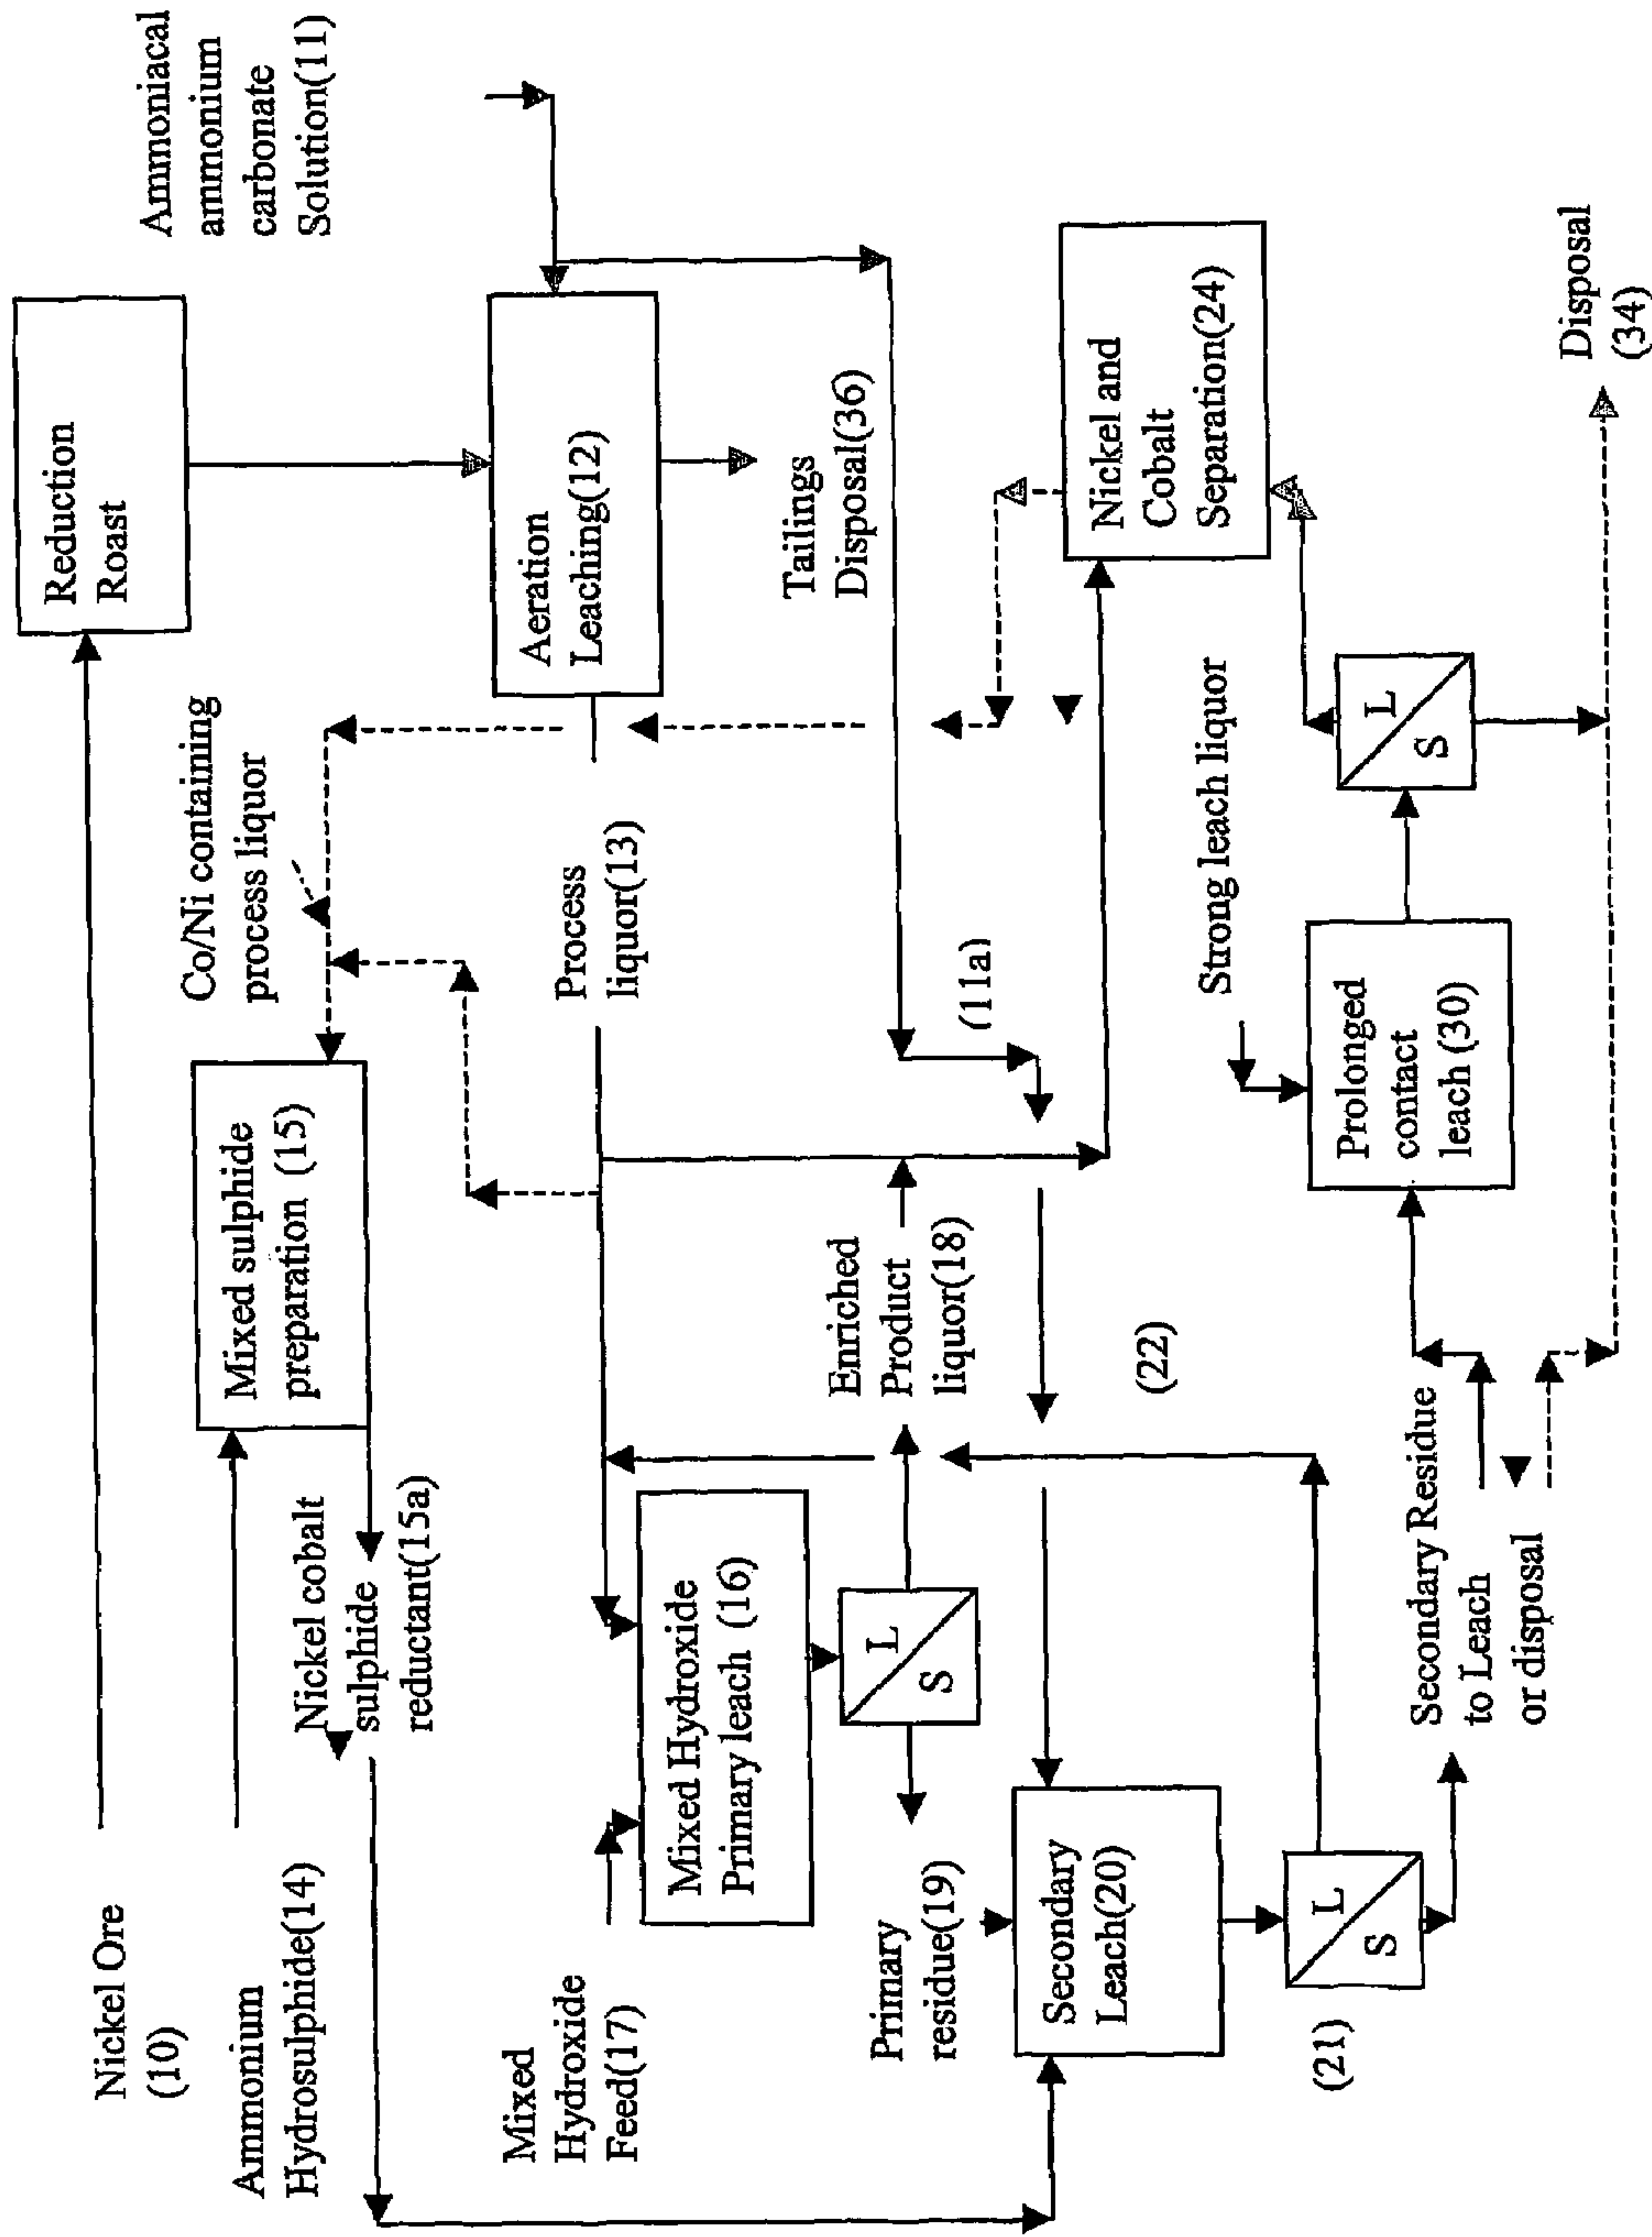 Nickel Ore
(10)
Reduction
Roast
Ammoniacal
ammonium
carbonate
Solution(11)
Ammonium
Hydrosulphide(14)
Mixed sulphide
preparation (15)
Co/Ni containing
process liquor
Nickel cobalt
sulphide
reductant(15a)
Aeration
Leaching(12)
Process
liquor(13)
Tailings
Disposal(36)
Mixed
Hydroxide
Feed(17)
Mixed Hydroxide
Primary leach (16)
L
S
Enriched
Product
liquor(18)
(11a)
Primary
residue(19)
Secondary
Leach(20)
(22)
Nickel and
Cobalt
Separation(24)
Strong leach liquor
(21)
L
S
Secondary Residue
to Leach
or disposal
Prolonged
contact
leach (30)
L
S
Disposal
(34)